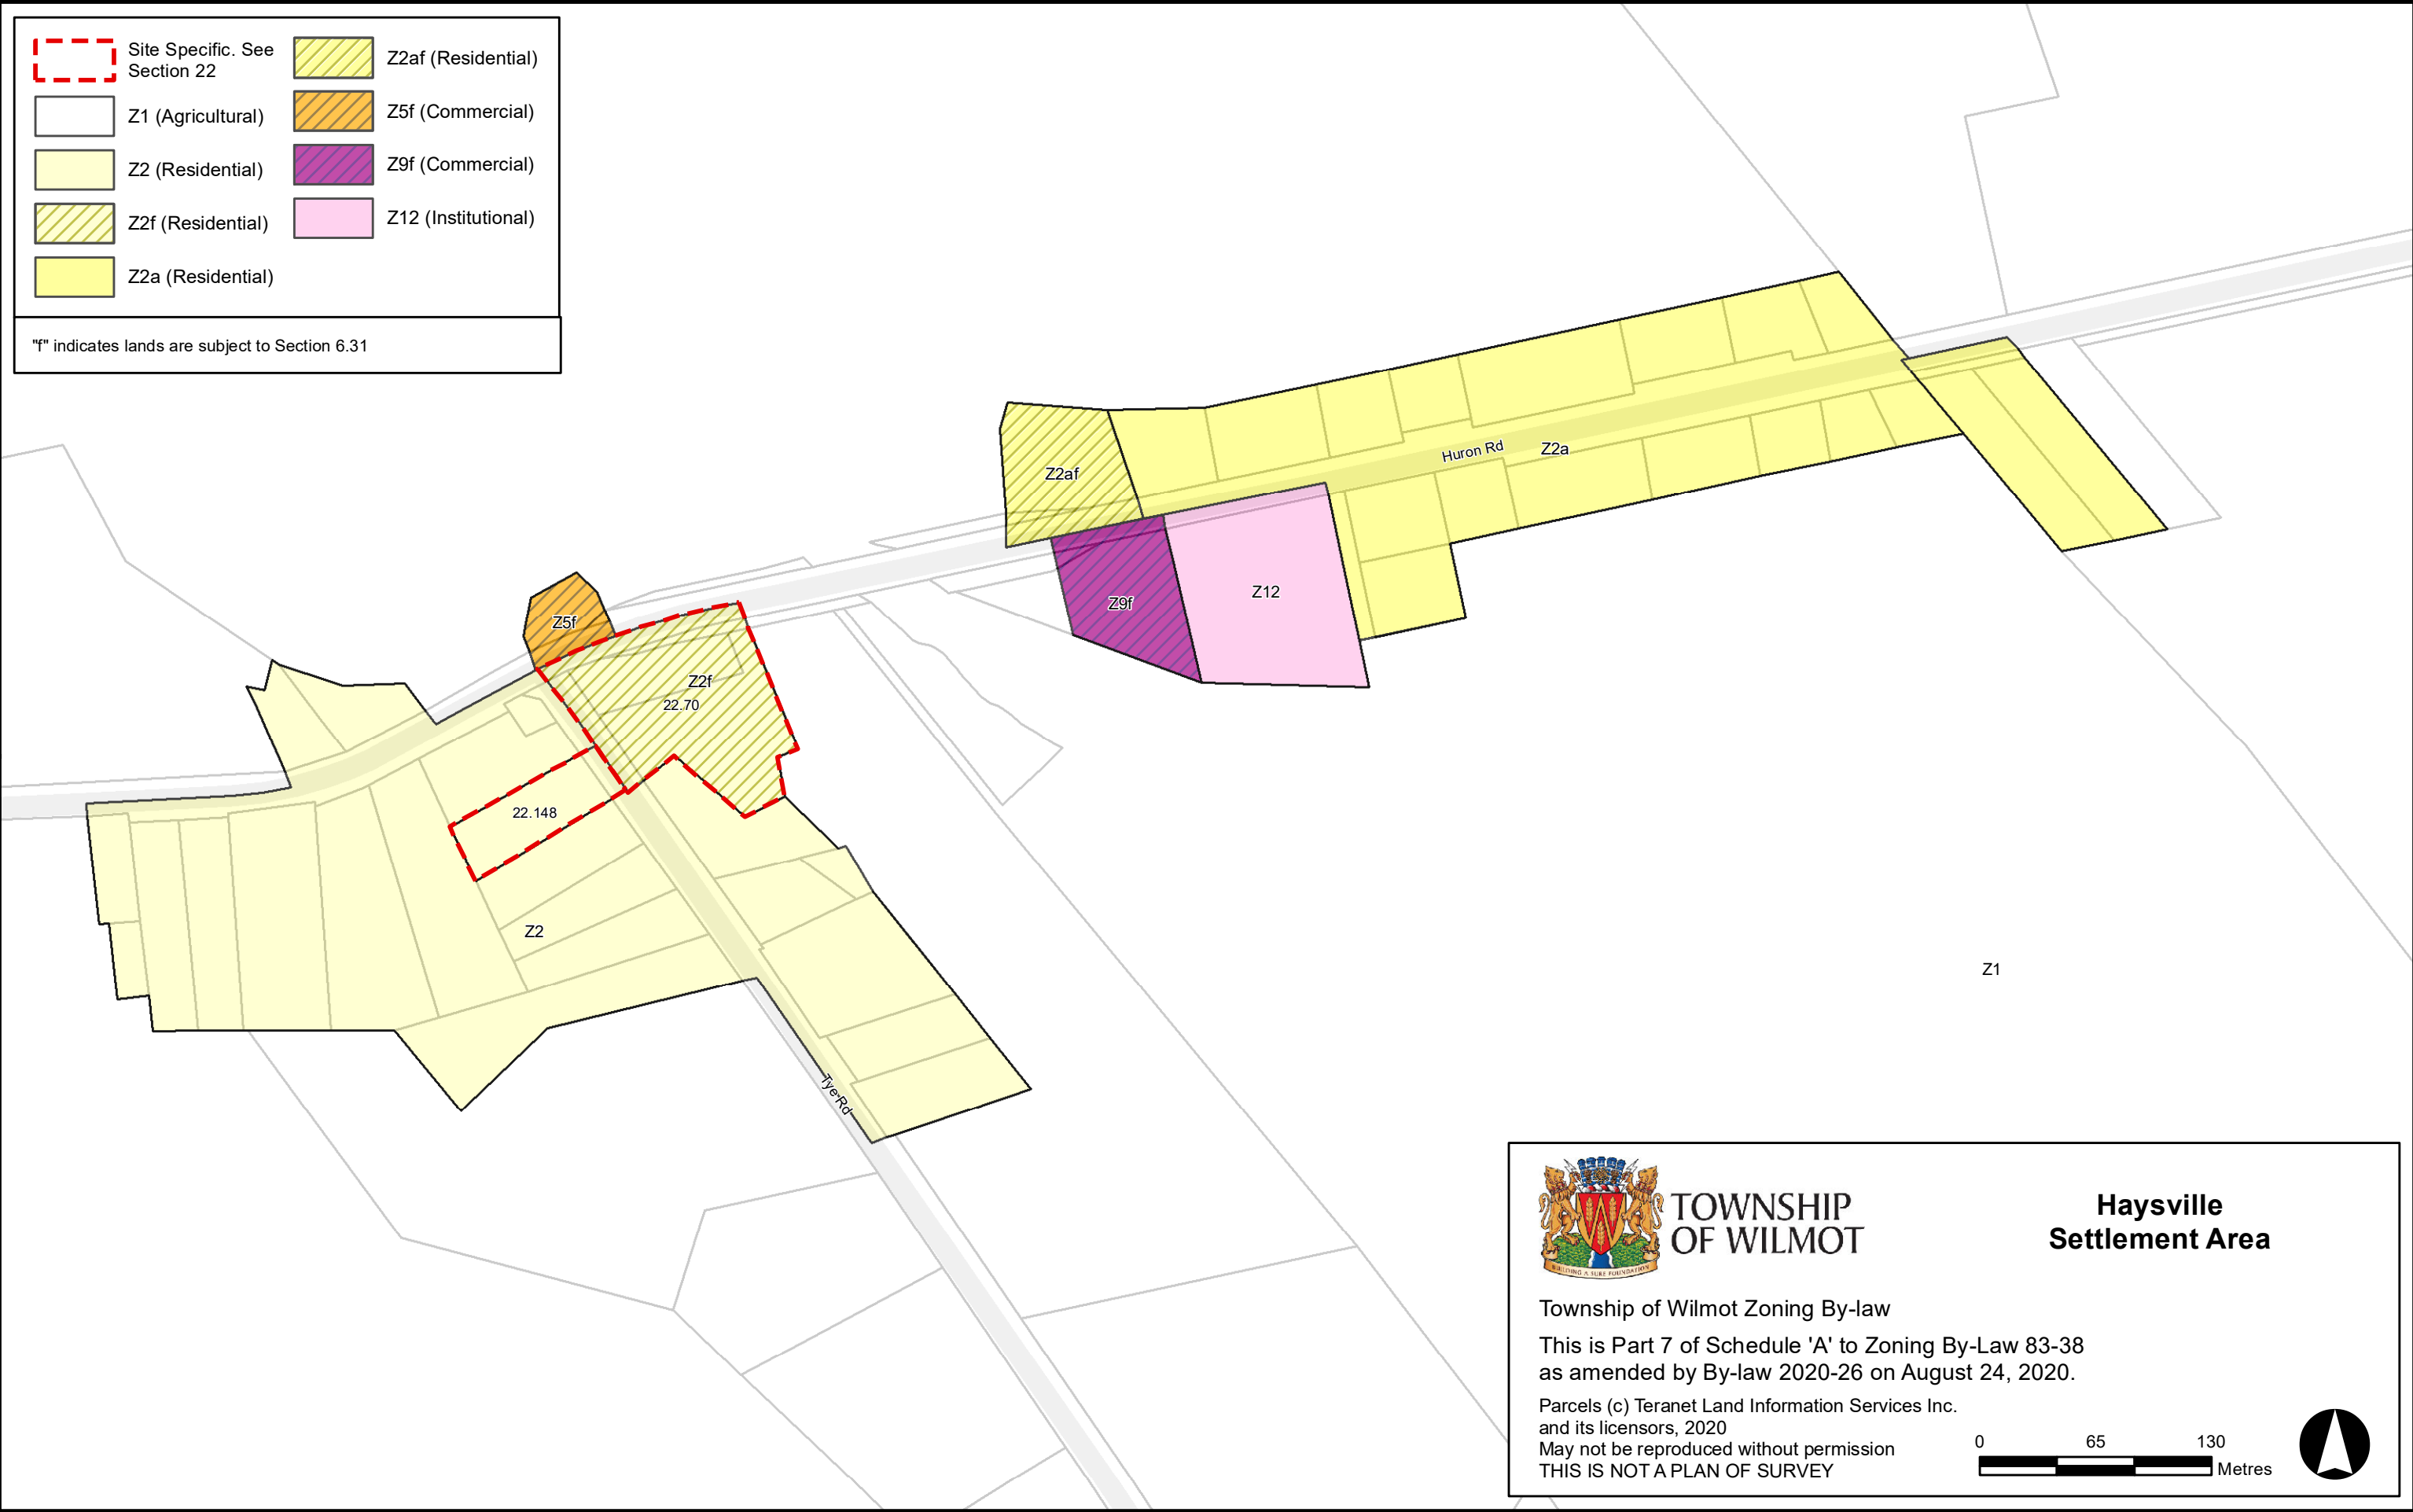 Site Specific. See
Section 22
Z1 (Agricultural)
Z2 (Residential)
Z2f (Residential)
Z2a (Residential)
Z2af (Residential)
Z5f (Commercial)
Z9f (Commercial)
Z12 (Institutional)
"f" indicates lands are subject to Section 6.31
Huron Rd
Z2a
Z2af
Z9f
Z12
Z5f
Z2f
22.70
22.148
Z2
Z1
Tye Rd
BUILDING A SURE FOUNDATION
TOWNSHIP
OF WILMOT
Haysville
Settlement Area
Township of Wilmot Zoning By-law
This is Part 7 of Schedule 'A' to Zoning By-Law 83-38
as amended by By-law 2020-26 on August 24, 2020.
Parcels (c) Teranet Land Information Services Inc.
and its licensors, 2020
May not be reproduced without permission
THIS IS NOT A PLAN OF SURVEY
0 65 130
Metres